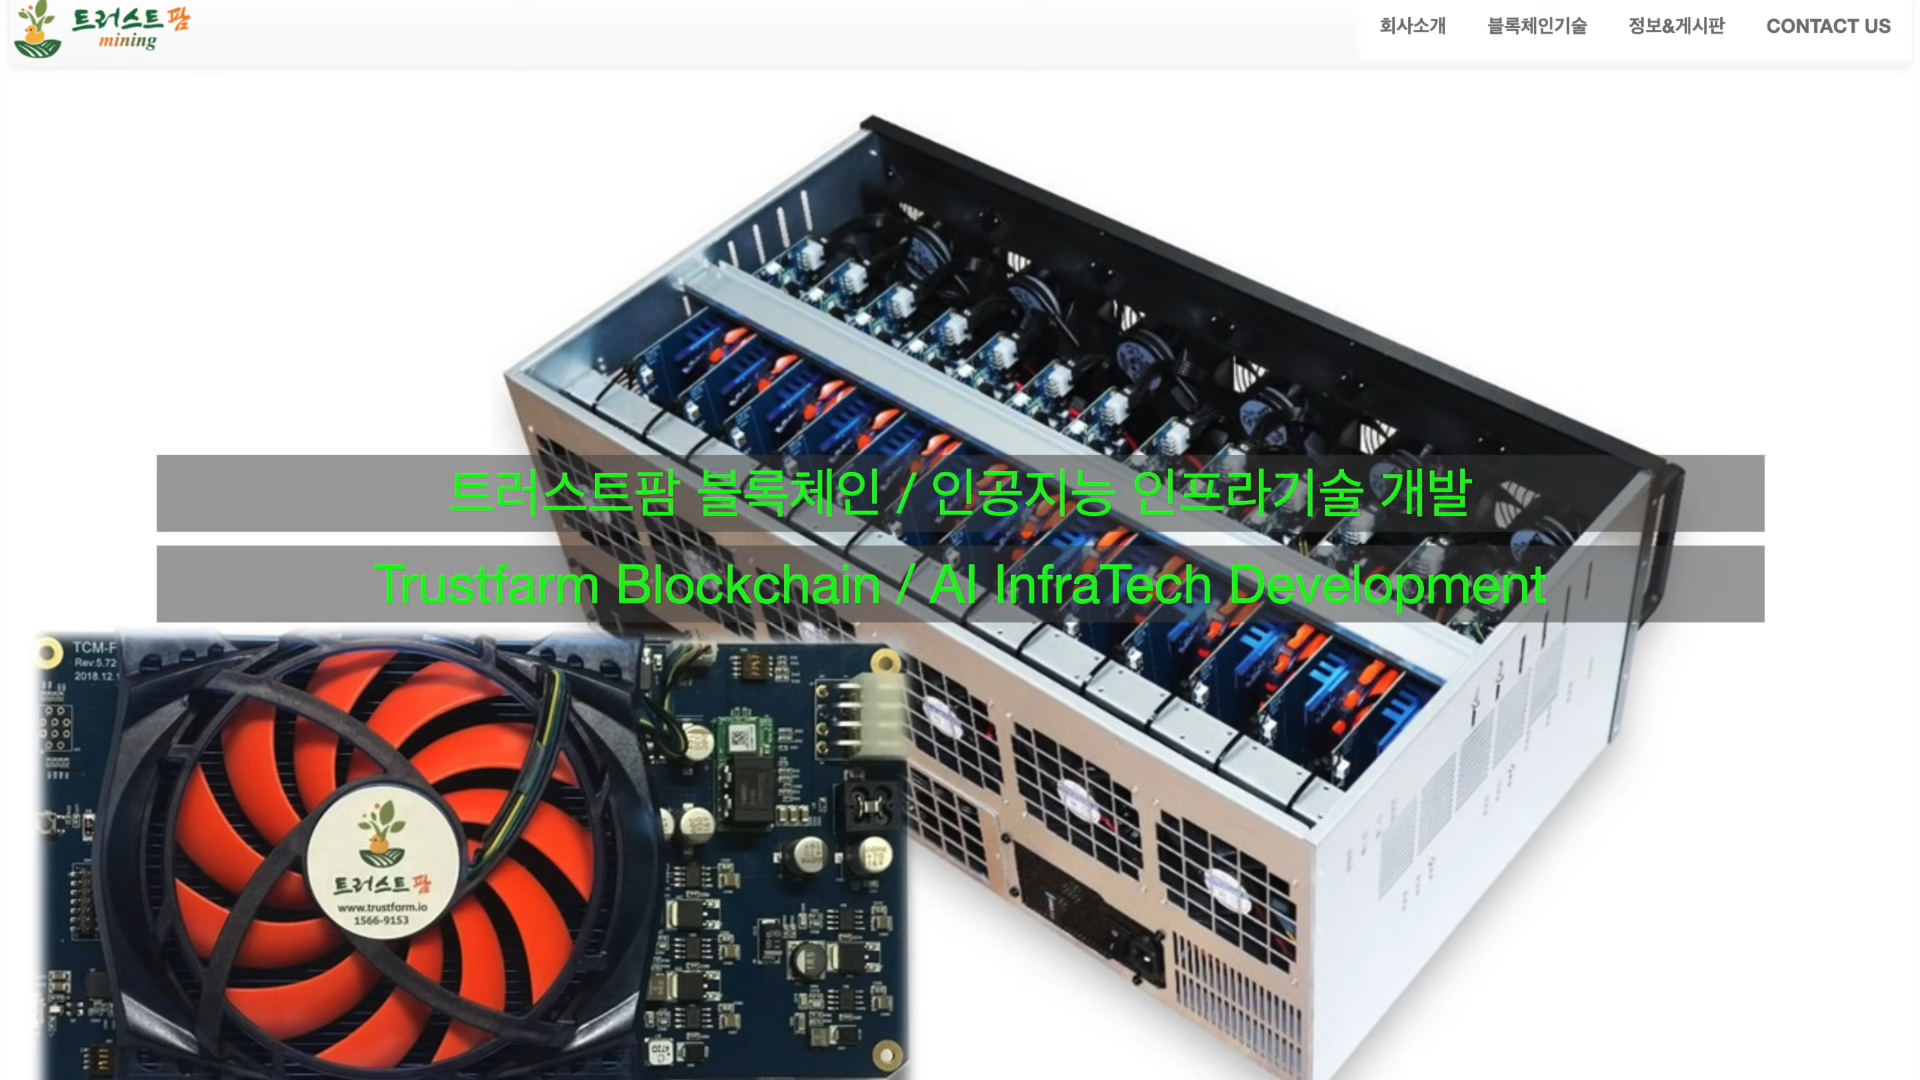 트러스트팜
mining
회사소개
블록체인기술
정보&게시판
CONTACT US
트러스트팜 블록체인 / 인공지능 인프라기술 개발
Trustfarm Blockchain / AI InfraTech Development
TCM-F
Rev:5.72
2018.12.1
트러스트팜
www.trustfarm.io
1566-9153